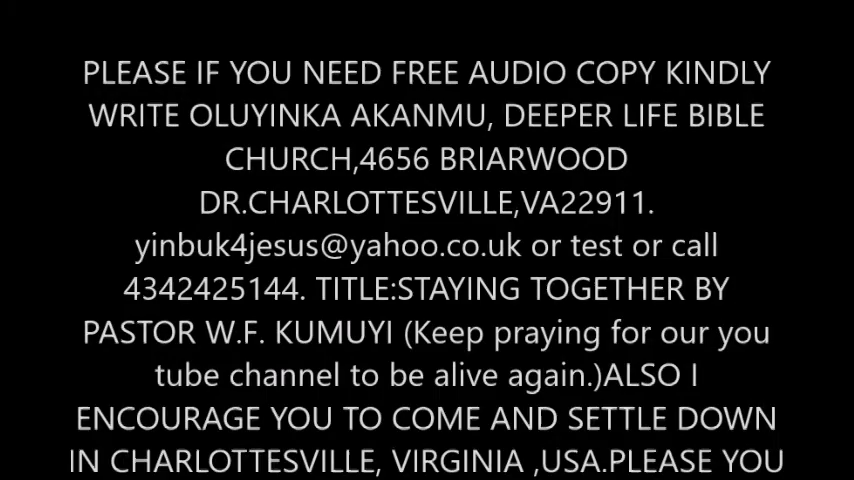 PLEASE IF YOU NEED FREE AUDIO COPY KINDLY
WRITE OLUYINKA AKANMU, DEEPER LIFE BIBLE
CHURCH,4656 BRIARWOOD
DR.CHARLOTTESVILLE,VA22911.
yinbuk4jesus@yahoo.co.uk or test or call
4342425144. TITLE:STAYING TOGETHER BY
PASTOR W.F. KUMUYI (Keep praying for our you
tube channel to be alive again.)ALSO I
ENCOURAGE YOU TO COME AND SETTLE DOWN
IN CHARLOTTESVILLE, VIRGINIA ,USA.PLEASE YOU